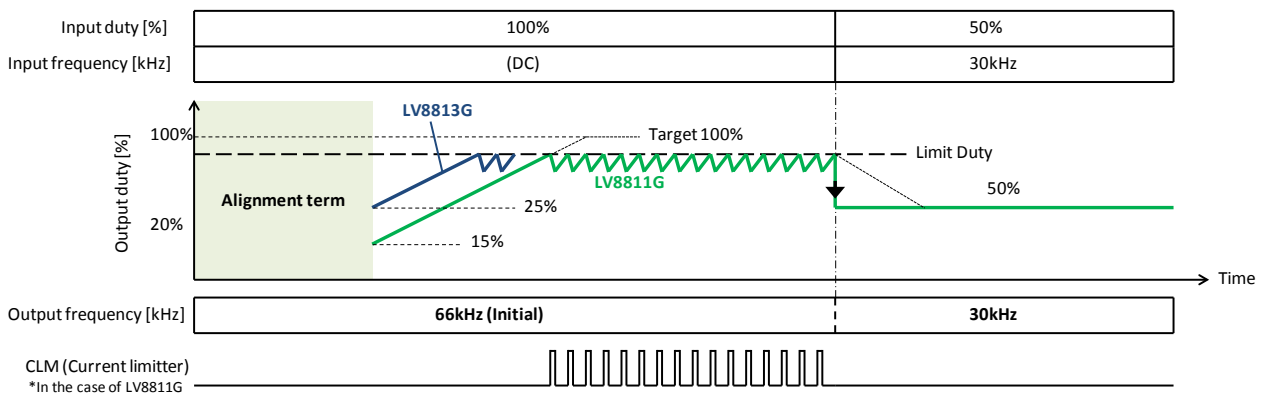 Input duty [%]
100%
50%
Input frequency [kHz]
(DC)
30kHz
LV8813G
100%
Target 100%
Limit Duty
Output duty [%]
LV8811G
Alignment term
50%
25%
20%
15%
Time
Output frequency [kHz]
66kHz (Initial)
30kHz
CLM (Current limitter)
*In the case of LV8811G